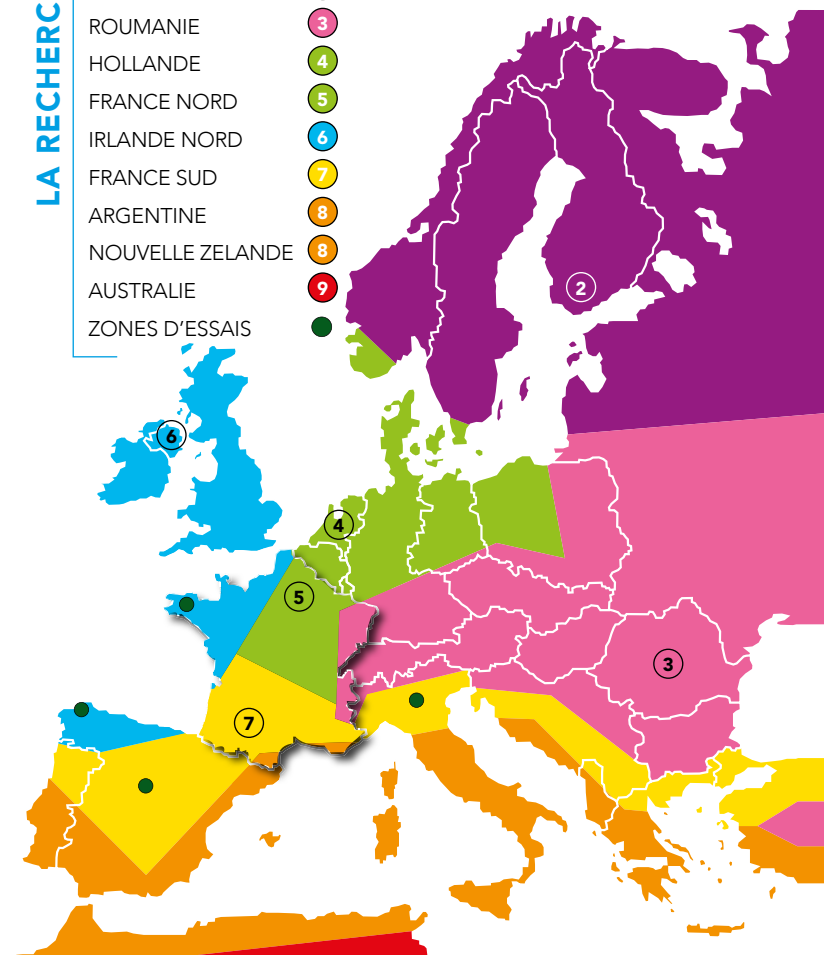 LA RECHERC
ROUMANIE 3
HOLLANDE 4
FRANCE NORD 5
IRLANDE NORD 6
FRANCE SUD 7
ARGENTINE 8
NOUVELLE ZELANDE 8
AUSTRALIE 9
ZONES D'ESSAIS
2
6
4
5
3
7